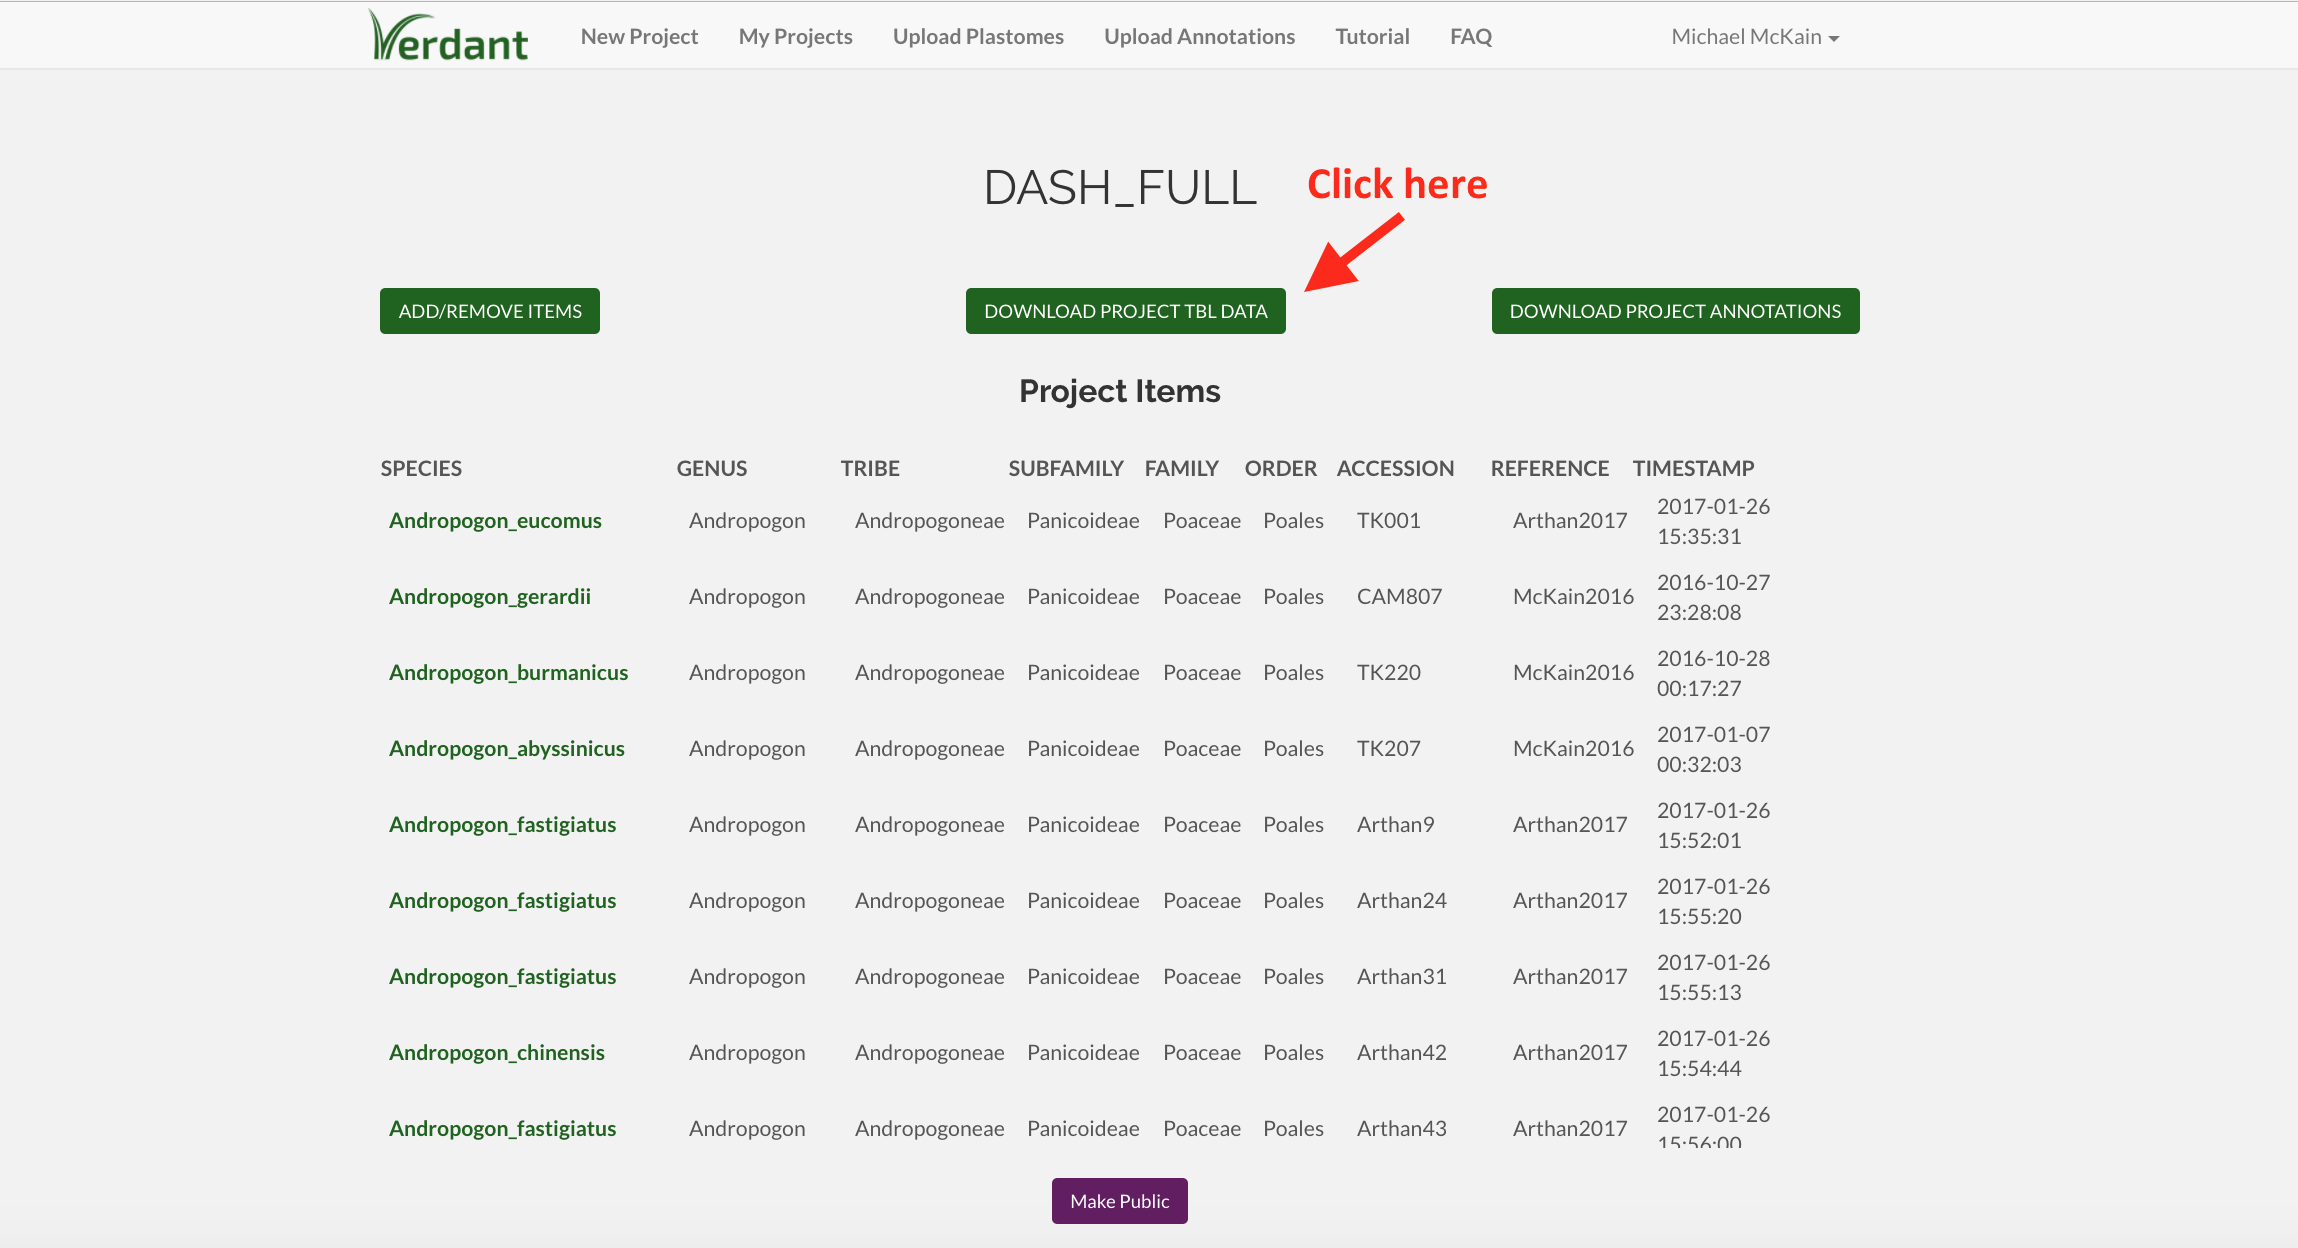 Verdant New Project My Projects Upload Plastomes Upload Annotations Tutorial FAQ Michael McKain
DASH_FULL Click here
ADD/REMOVE ITEMS DOWNLOAD PROJECT TBL DATA DOWNLOAD PROJECT ANNOTATIONS
Project Items
SPECIES GENUS TRIBE SUBFAMILY FAMILY ORDER ACCESSION REFERENCE TIMESTAMP
Andropogon_eucomus Andropogon Andropogoneae Panicoideae Poaceae Poales TK001 Arthan2017 2017-01-26
15:35:31
Andropogon_gerardii Andropogon Andropogoneae Panicoideae Poaceae Poales CAM807 McKain2016 2016-10-27
23:28:08
Andropogon_burmanicus Andropogon Andropogoneae Panicoideae Poaceae Poales TK220 McKain2016 2016-10-28
00:17:27
Andropogon_abyssinicus Andropogon Andropogoneae Panicoideae Poaceae Poales TK207 McKain2016 2017-01-07
00:32:03
Andropogon_fastigiatus Andropogon Andropogoneae Panicoideae Poaceae Poales Arthan9 Arthan2017 2017-01-26
15:52:01
Andropogon_fastigiatus Andropogon Andropogoneae Panicoideae Poaceae Poales Arthan24 Arthan2017 2017-01-26
15:55:20
Andropogon_fastigiatus Andropogon Andropogoneae Panicoideae Poaceae Poales Arthan31 Arthan2017 2017-01-26
15:55:13
Andropogon_chinensis Andropogon Andropogoneae Panicoideae Poaceae Poales Arthan42 Arthan2017 2017-01-26
15:54:44
Andropogon_fastigiatus Andropogon Andropogoneae Panicoideae Poaceae Poales Arthan43 Arthan2017 2017-01-26
15:56:00
Make Public